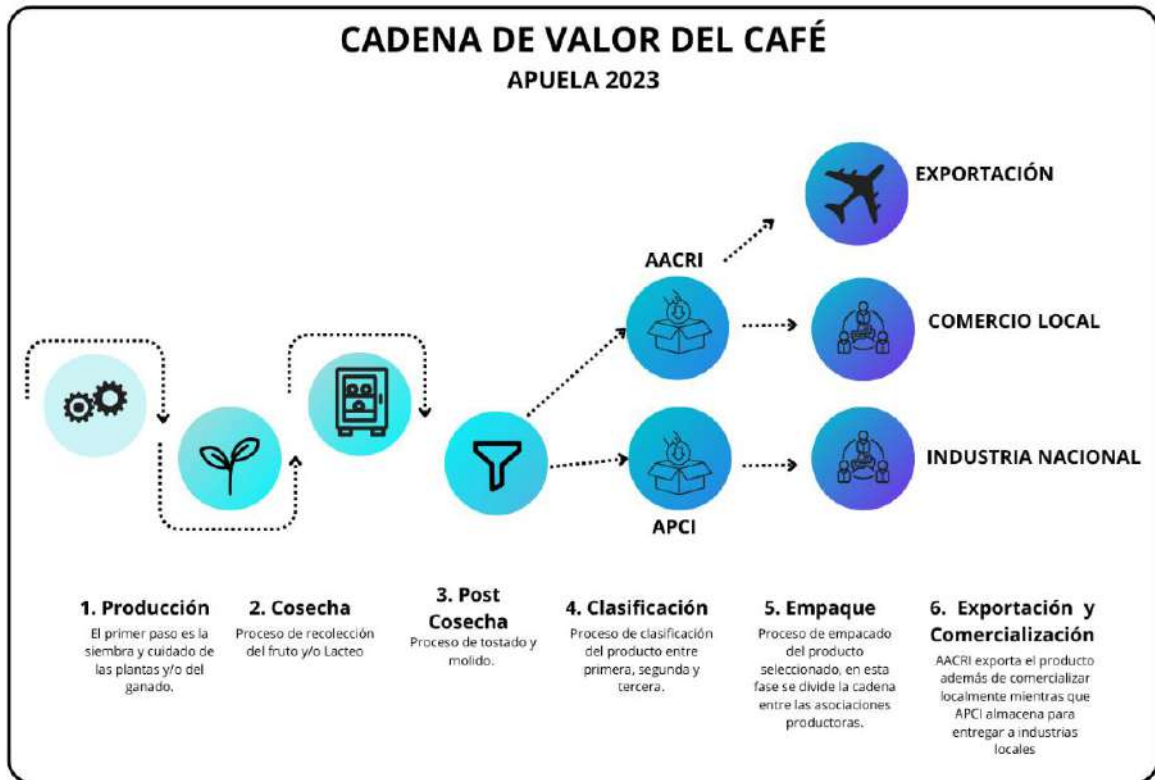 CADENA DE VALOR DEL CAFÉ
APUELA 2023
EXPORTACIÓN
AACRI
COMERCIO LOCAL
INDUSTRIA NACIONAL
APCI
1. Producción
El primer paso es la
siembra y cuidado de
las plantas y/o del
ganado.
2. Cosecha
Proceso de recolección
del fruto y/o Lacteo
3. Post
Cosecha
Proceso de tostado y
molido.
4. Clasificación
Proceso de clasificación
del producto entre
primera, segunda y
tercera.
5. Empaque
Proceso de empacado
del producto
seleccionado, en esta
fase se divide la cadena
entre las asociaciones
productoras.
6. Exportación y
Comercialización
AACRI exporta el producto
además de comercializar
localmente mientras que
APCI almacena para
entregar a industrias
locales